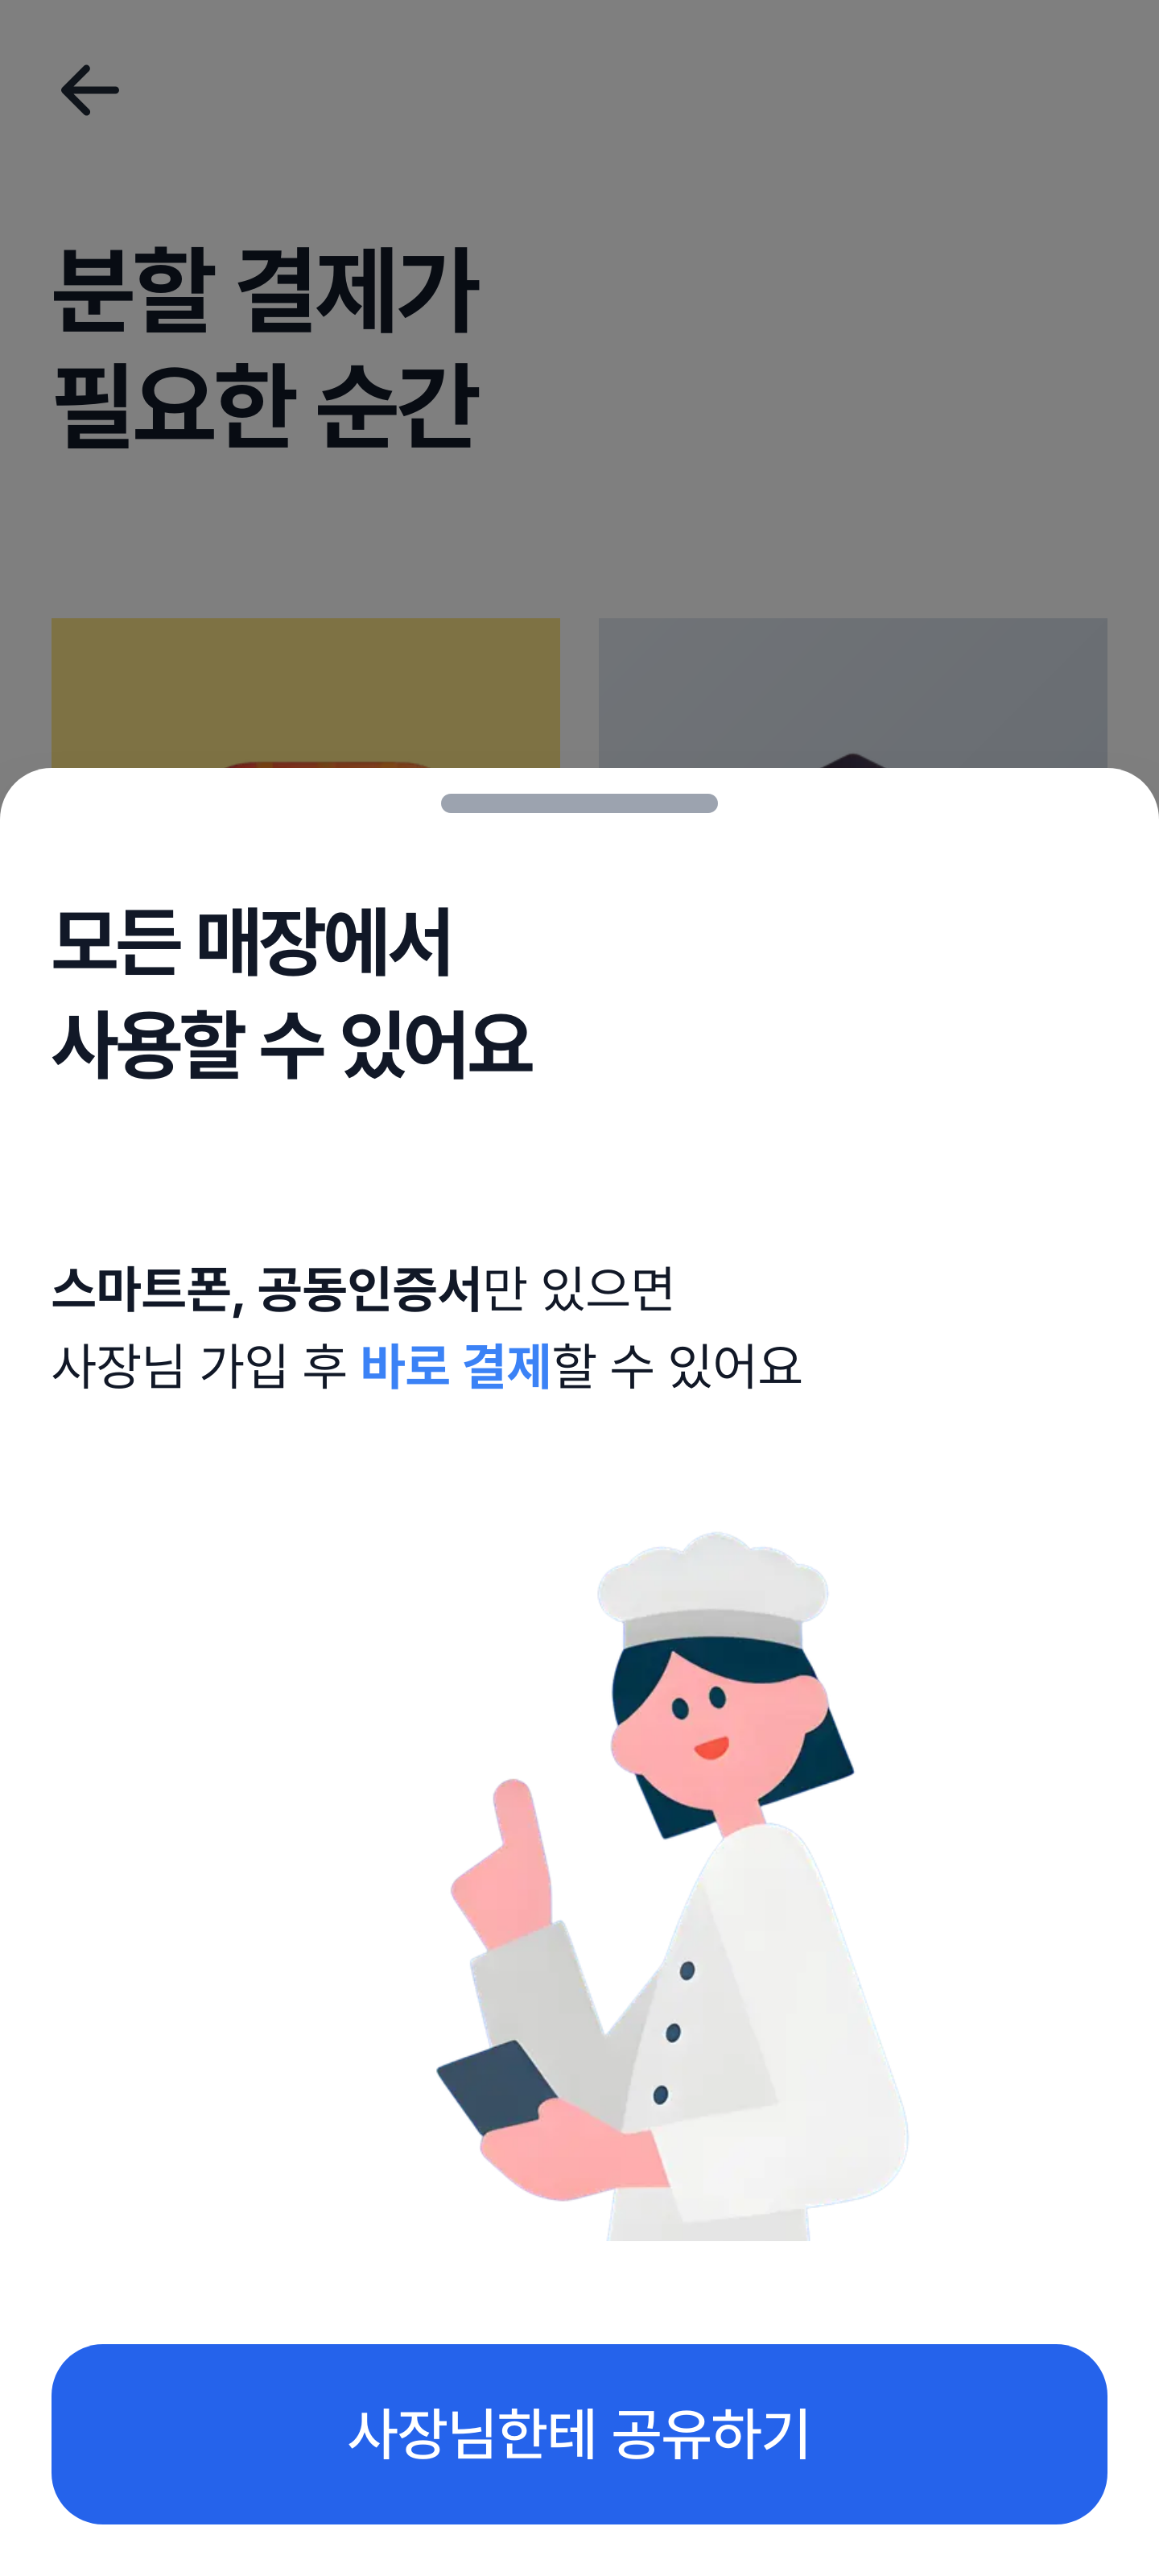 분할 결제가
필요한 순간
모든 매장에서
사용할 수 있어요
스마트폰, 공동인증서만 있으면
사장님 가입 후 바로 결제할 수 있어요
사장님한테 공유하기